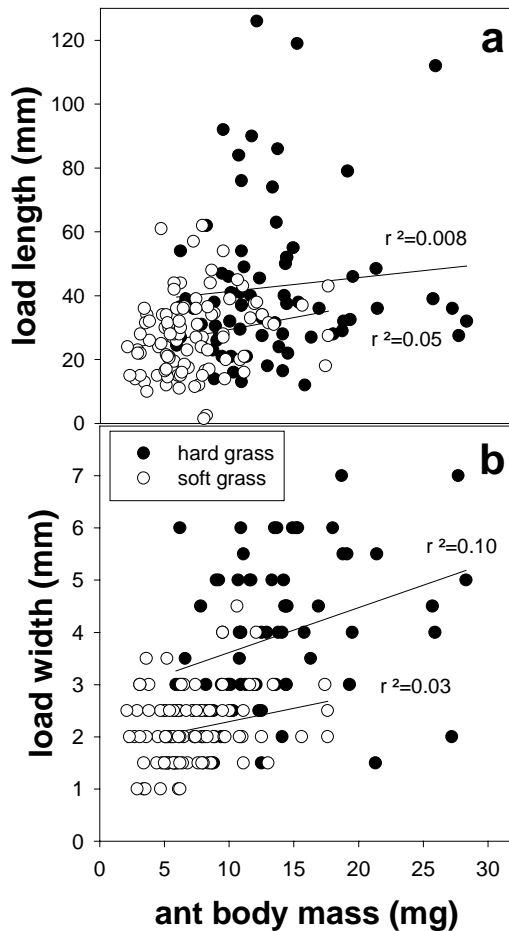 a
load length (mm)
120
100
80
60
40
20
0
r ²=0.008
r ²=0.05
b
hard grass
soft grass
load width (mm)
7
6
5
4
3
2
1
0
r ²=0.10
r ²=0.03
0 5 10 15 20 25 30
ant body mass (mg)